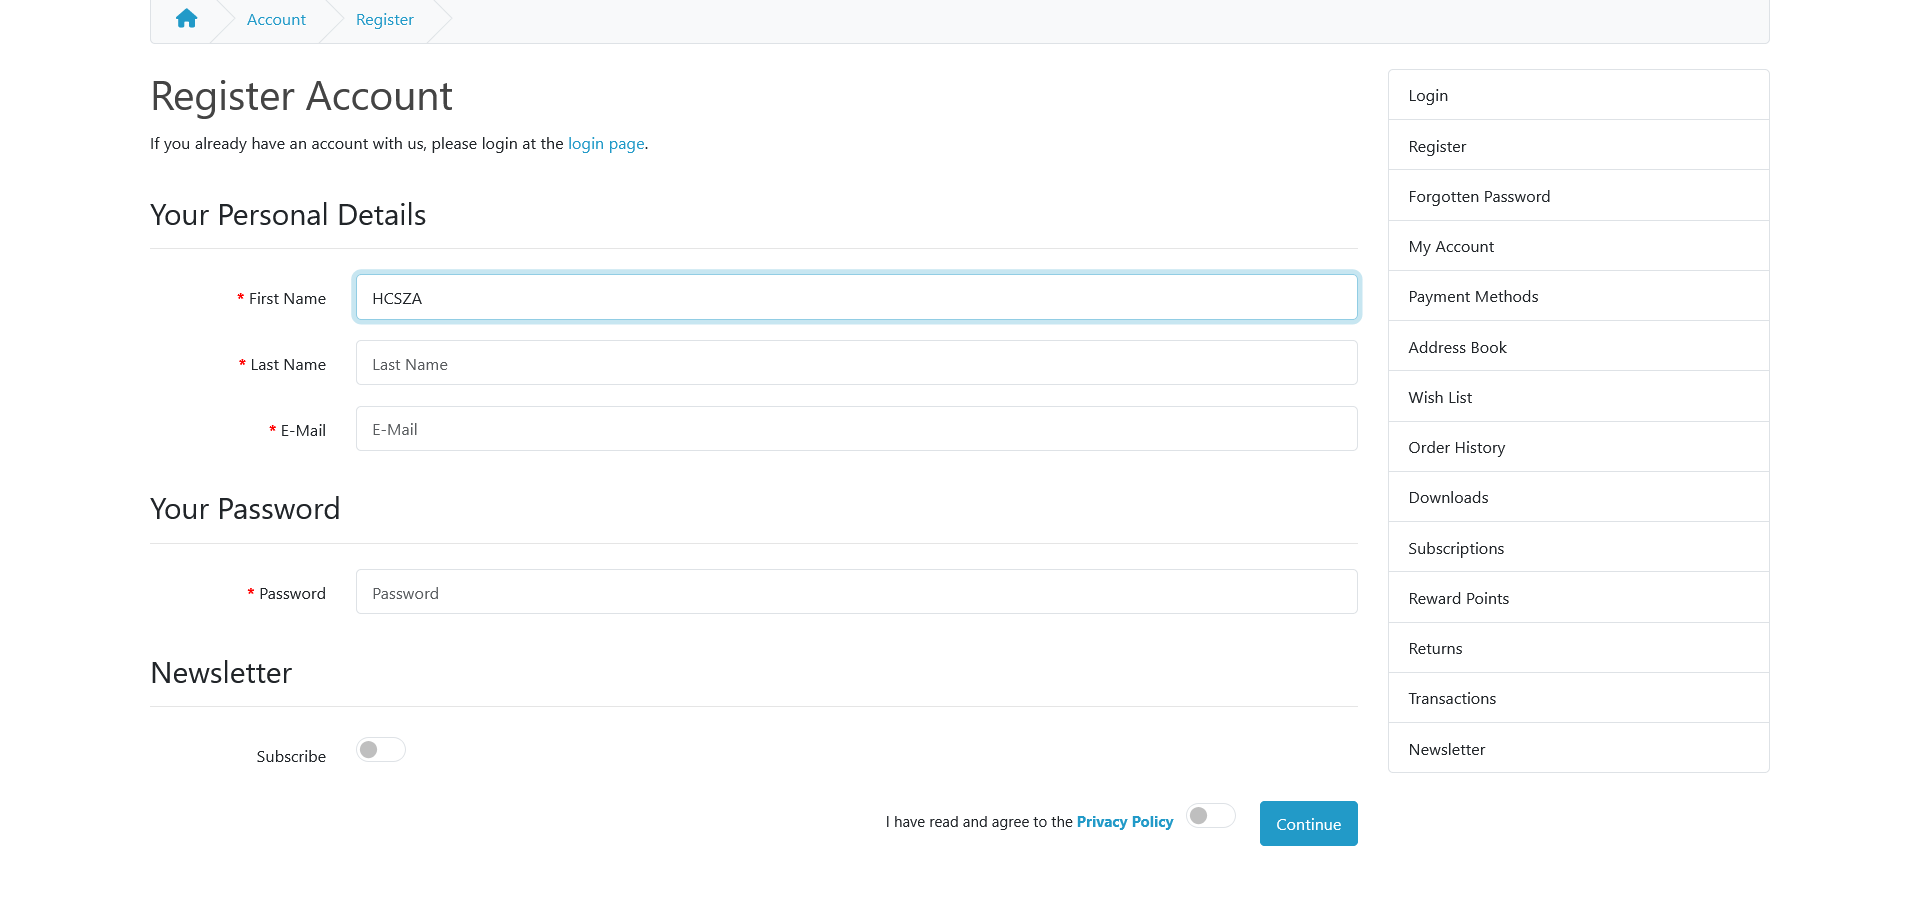 Account
Register
Register Account
If you already have an account with us, please login at the login page.
Your Personal Details
* First Name
HCSZA
* Last Name
Last Name
* E-Mail
E-Mail
Your Password
* Password
Password
Newsletter
Subscribe
I have read and agree to the Privacy Policy
Continue
Login
Register
Forgotten Password
My Account
Payment Methods
Address Book
Wish List
Order History
Downloads
Subscriptions
Reward Points
Returns
Transactions
Newsletter